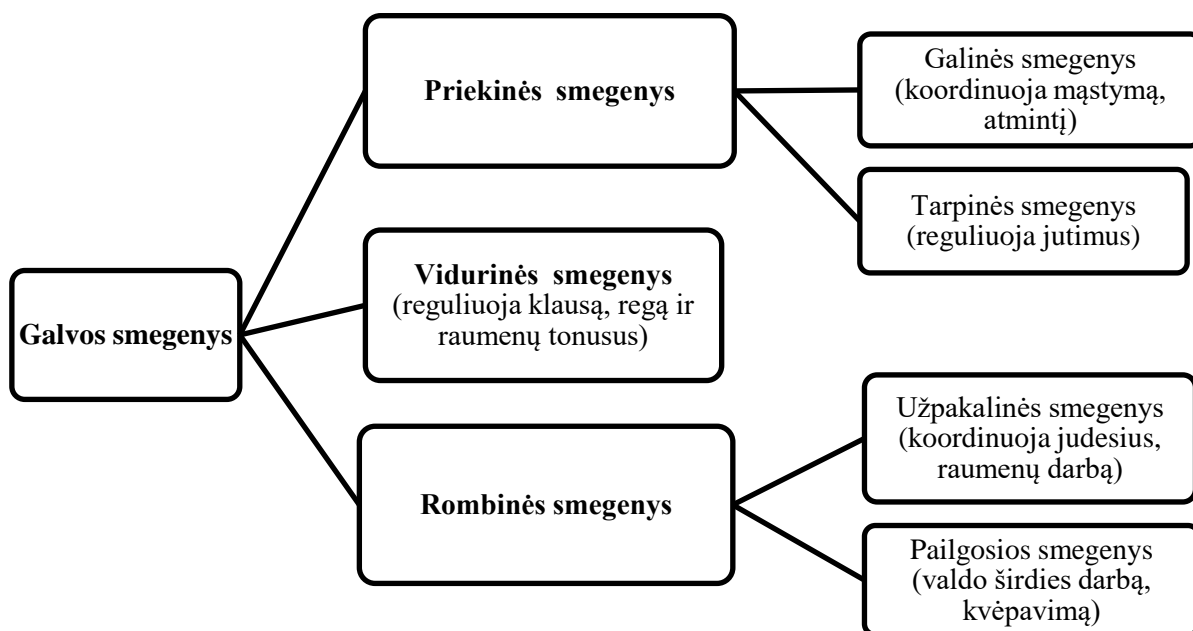 Galvos smegenys
Priekinės smegenys
Galinės smegenys
(koordinuoja mąstymą,
atmintį)
Tarpinės smegenys
(reguliuoja jutimus)
Vidurinės smegenys
(reguliuoja klausą, regą ir
raumenų tonusus)
Rombinės smegenys
Užpakalinės smegenys
(koordinuoja judesius,
raumenų darbą)
Pailgosios smegenys
(valdo širdies darbą,
kvėpavimą)